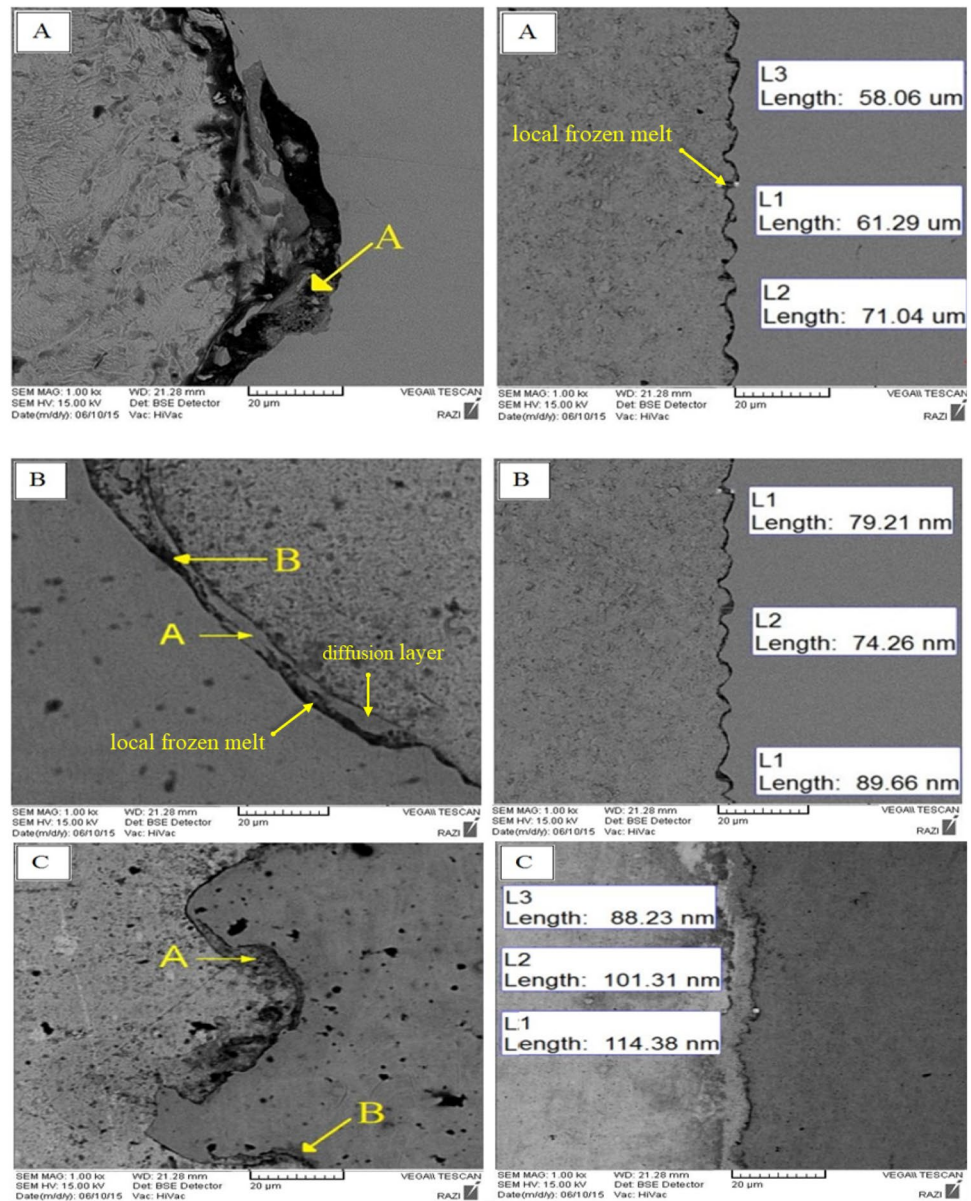 A
A
SEM MAG: 1.00 kx WD: 21.28 mm
SEM HV: 15.00 kV Det: BSE Detector
Date(m/d/y): 06/10/15 Vac: HiVac
20 µm
VEGAII TESCAN
RAZI
A
local frozen melt
L3
Length: 58.06 um
L1
Length: 61.29 um
L2
Length: 71.04 um
SEM MAG: 1.00 kx WD: 21.28 mm
SEM HV: 15.00 kV Det: BSE Detector
Date(m/d/y): 06/10/15 Vac: HiVac
20 µm
VEGAII TESCAN
RAZI
B
B
A
diffusion layer
local frozen melt
SEM MAG: 1.00 kx WD: 21.28 mm
SEM HV: 15.00 kV Det: BSE Detector
Date(m/d/y): 06/10/15 Vac: HiVac
20 µm
VEGAII TESCAN
RAZI
B
L1
Length: 79.21 nm
L2
Length: 74.26 nm
L1
Length: 89.66 nm
SEM MAG: 1.00 kx WD: 21.28 mm
SEM HV: 15.00 kV Det: BSE Detector
Date(m/d/y): 06/10/15 Vac: HiVac
20 µm
VEGAII TESCAN
RAZI
C
A
B
SEM MAG: 1.00 kx WD: 21.28 mm
SEM HV: 15.00 kV Det: BSE Detector
Date(m/d/y): 06/10/15 Vac: HiVac
20 µm
VEGAII TESCAN
RAZI
C
L3
Length: 88.23 nm
L2
Length: 101.31 nm
L1
Length: 114.38 nm
SEM MAG: 1.00 kx WD: 21.28 mm
SEM HV: 15.00 kV Det: BSE Detector
Date(m/d/y): 06/10/15 Vac: HiVac
20 µm
VEGAII TESCAN
RAZI